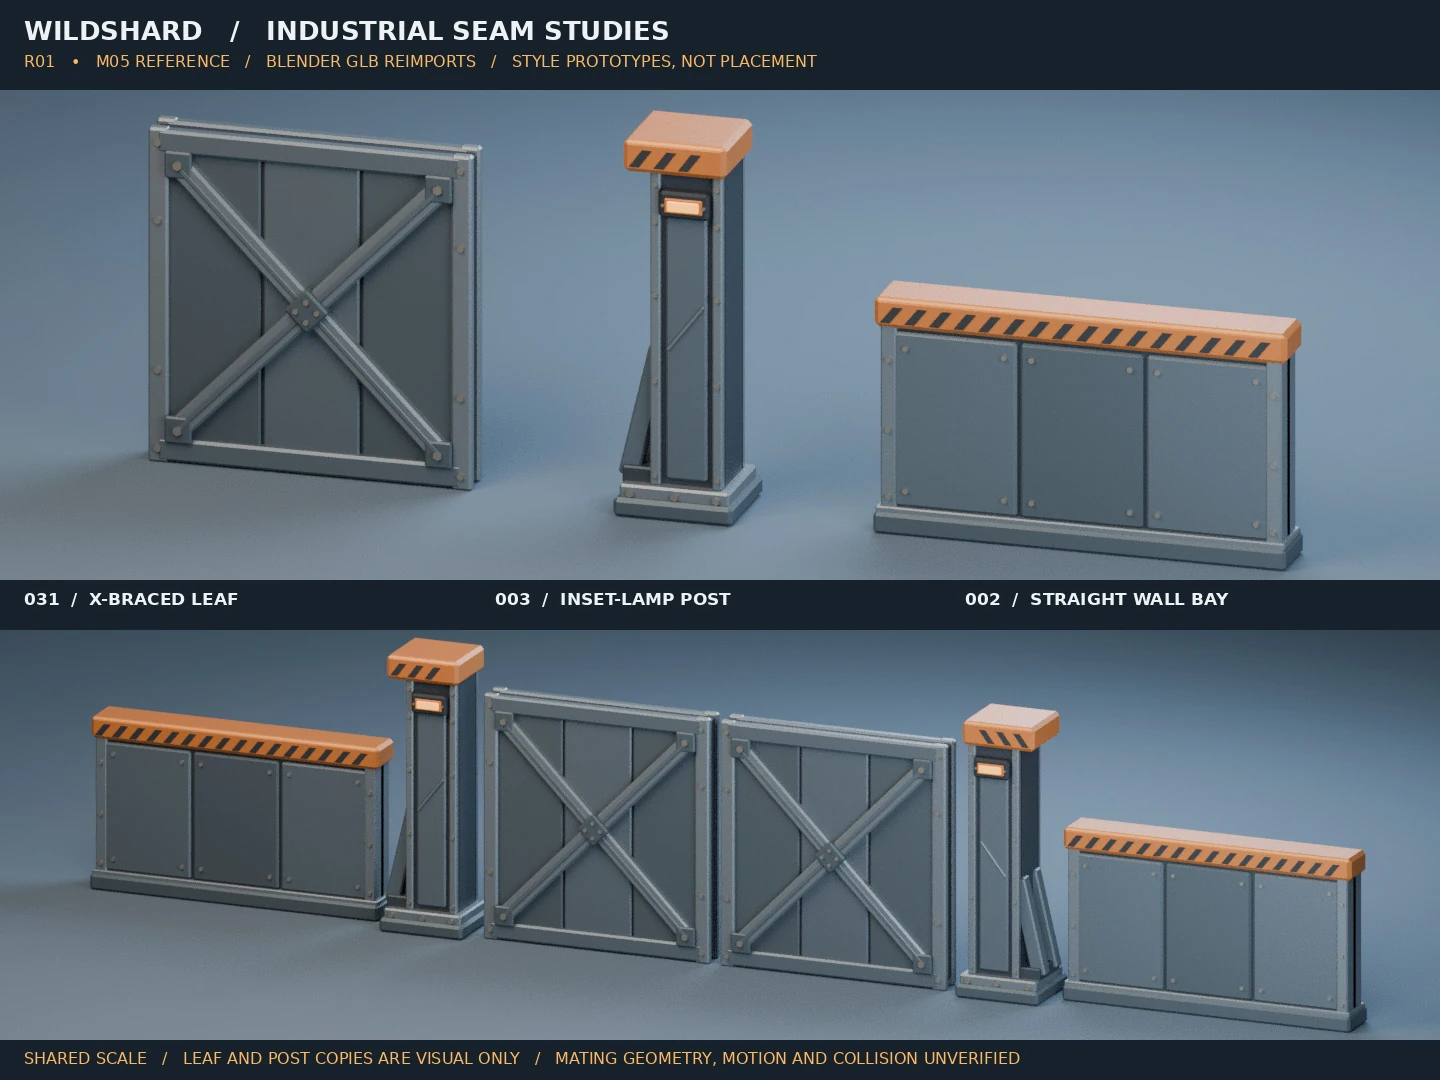 WILDSHARD / INDUSTRIAL SEAM STUDIES
R01 • M05 REFERENCE / BLENDER GLB REIMPORTS / STYLE PROTOTYPES, NOT PLACEMENT
031 / X-BRACED LEAF
003 / INSET-LAMP POST
002 / STRAIGHT WALL BAY
SHARED SCALE / LEAF AND POST COPIES ARE VISUAL ONLY / MATING GEOMETRY, MOTION AND COLLISION UNVERIFIED